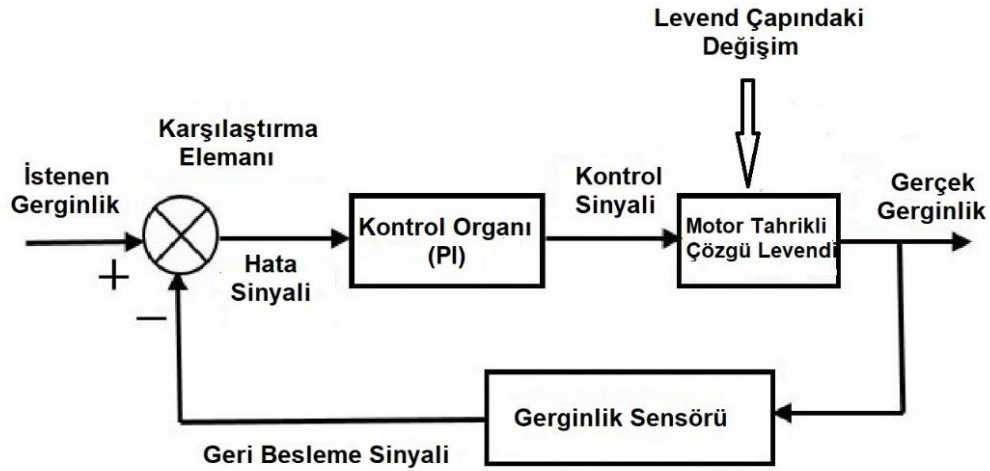 Levend Çapındaki
Değişim
Karşılaştırma
Elemanı
İstenen
Gerginlik
+
−
Hata
Sinyali
Kontrol Organı
(PI)
Kontrol
Sinyali
Motor Tahrikli
Çözgü Levendi
Gerçek
Gerginlik
Gerginlik Sensörü
Geri Besleme Sinyali